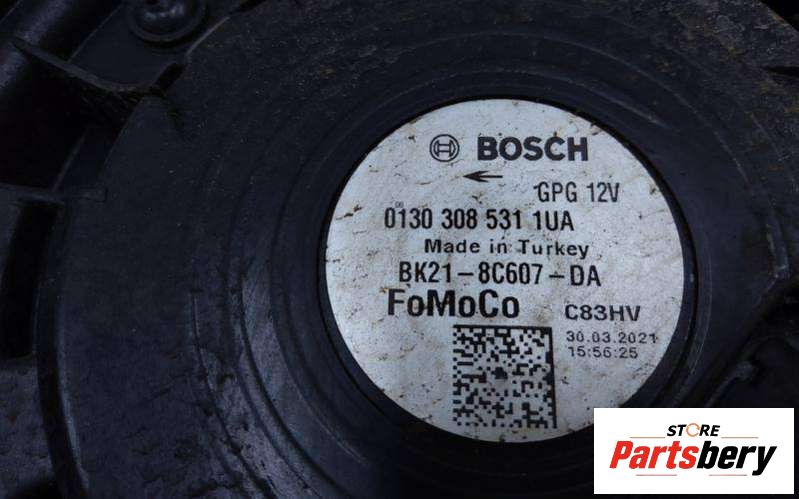 BOSCH
GPG 12V
0130 308 531 1UA
Made in Turkey
BK21-8C607-DA
FoMoCo C83HV
30.03.2021
15:56:25
STORE
Partsbery